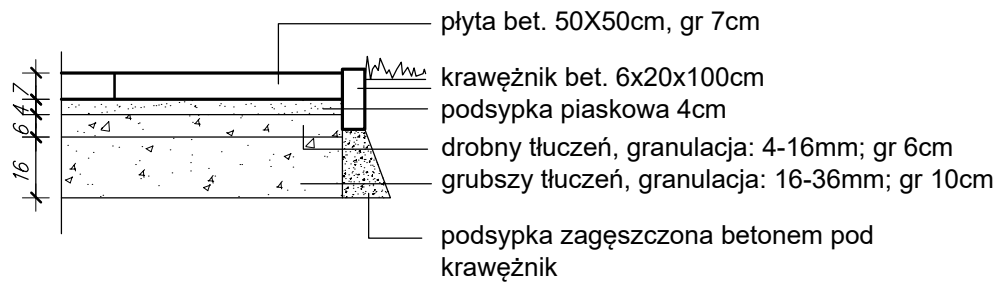 płyta bet. 50X50cm, gr 7cm
krawężnik bet. 6x20x100cm
podsypka piaskowa 4cm
drobny tłuczeń, granulacja: 4-16mm; gr 6cm
grubszy tłuczeń, granulacja: 16-36mm; gr 10cm
podsypka zagęszczona betonem pod
krawężnik
7
4
6
16